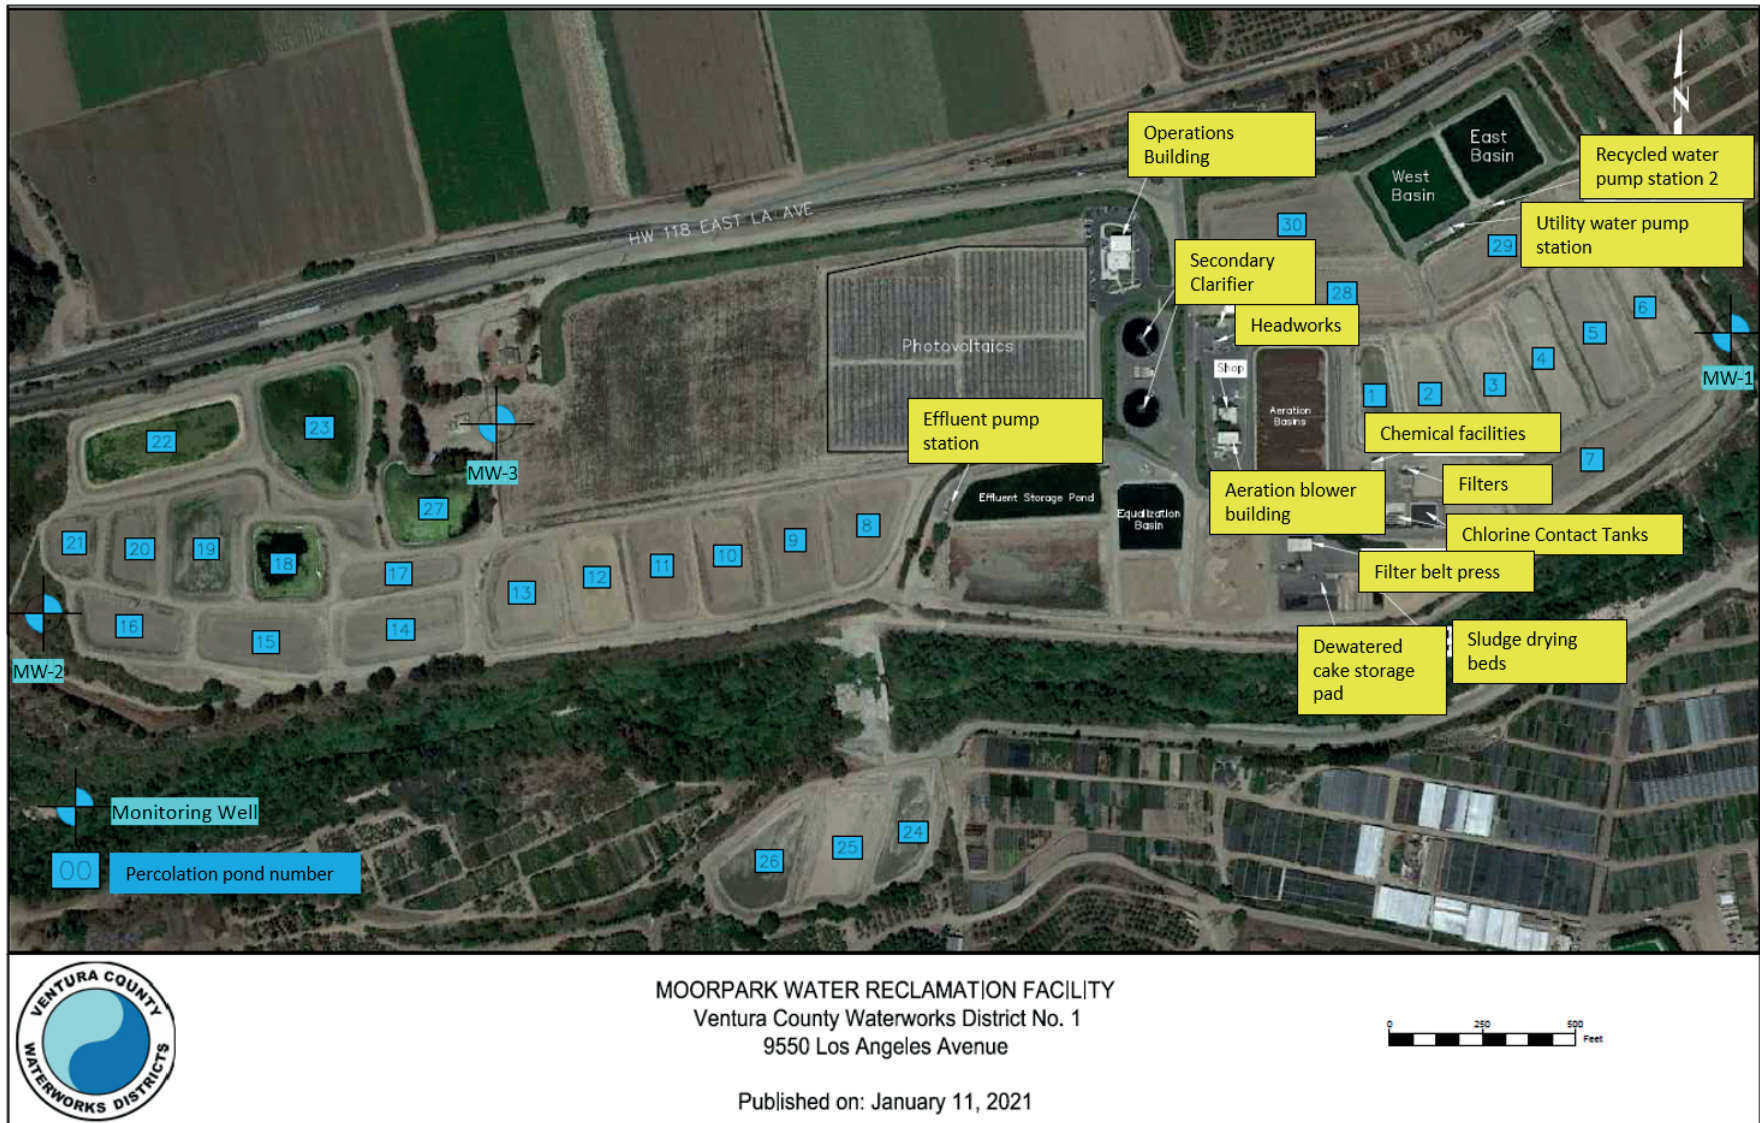 N
East
Basin
West
Basin
Operations
Building
Recycled water
pump station 2
Utility water pump
station
HW 118 EAST LA AVE
30
29
Secondary
Clarifier
28
Headworks
6
5
4
3
2
1
MW-1
Photovoltaics
Shop
Aeration
Basins
Effluent pump
station
Chemical facilities
7
22
23
MW-3
27
Effluent Storage Pond
Equalization
Basin
Aeration blower
building
Filters
Chlorine Contact Tanks
Filter belt press
21
20
19
18
17
13
12
11
10
9
8
16
15
14
MW-2
Dewatered
cake storage
pad
Sludge drying
beds
Monitoring Well
00
Percolation pond number
26
25
24
VENTURA COUNTY
WATERWORKS DISTRICTS
MOORPARK WATER RECLAMATION FACILITY
Ventura County Waterworks District No. 1
9550 Los Angeles Avenue
Published on: January 11, 2021
0 250 500
Feet